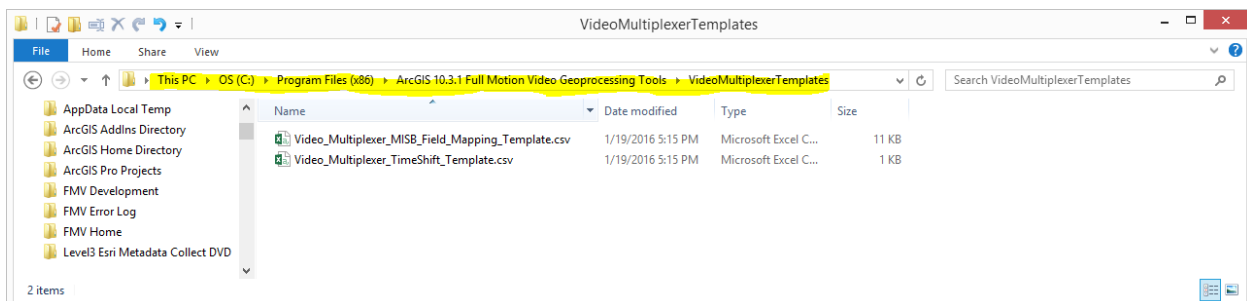 VideoMultiplexerTemplates
File Home Share View
This PC OS (C:) Program Files (x86) ArcGIS 10.3.1 Full Motion Video Geoprocessing Tools VideoMultiplexerTemplates Search VideoMultiplexerTemplates
AppData Local Temp
ArcGIS AddIns Directory
ArcGIS Home Directory
ArcGIS Pro Projects
FMV Development
FMV Error Log
FMV Home
Level3 Esri Metadata Collect DVD
Name Date modified Type Size
Video_Multiplexer_MISB_Field_Mapping_Template.csv 1/19/2016 5:15 PM Microsoft Excel C... 11 KB
Video_Multiplexer_TimeShift_Template.csv 1/19/2016 5:15 PM Microsoft Excel C... 1 KB
2 items